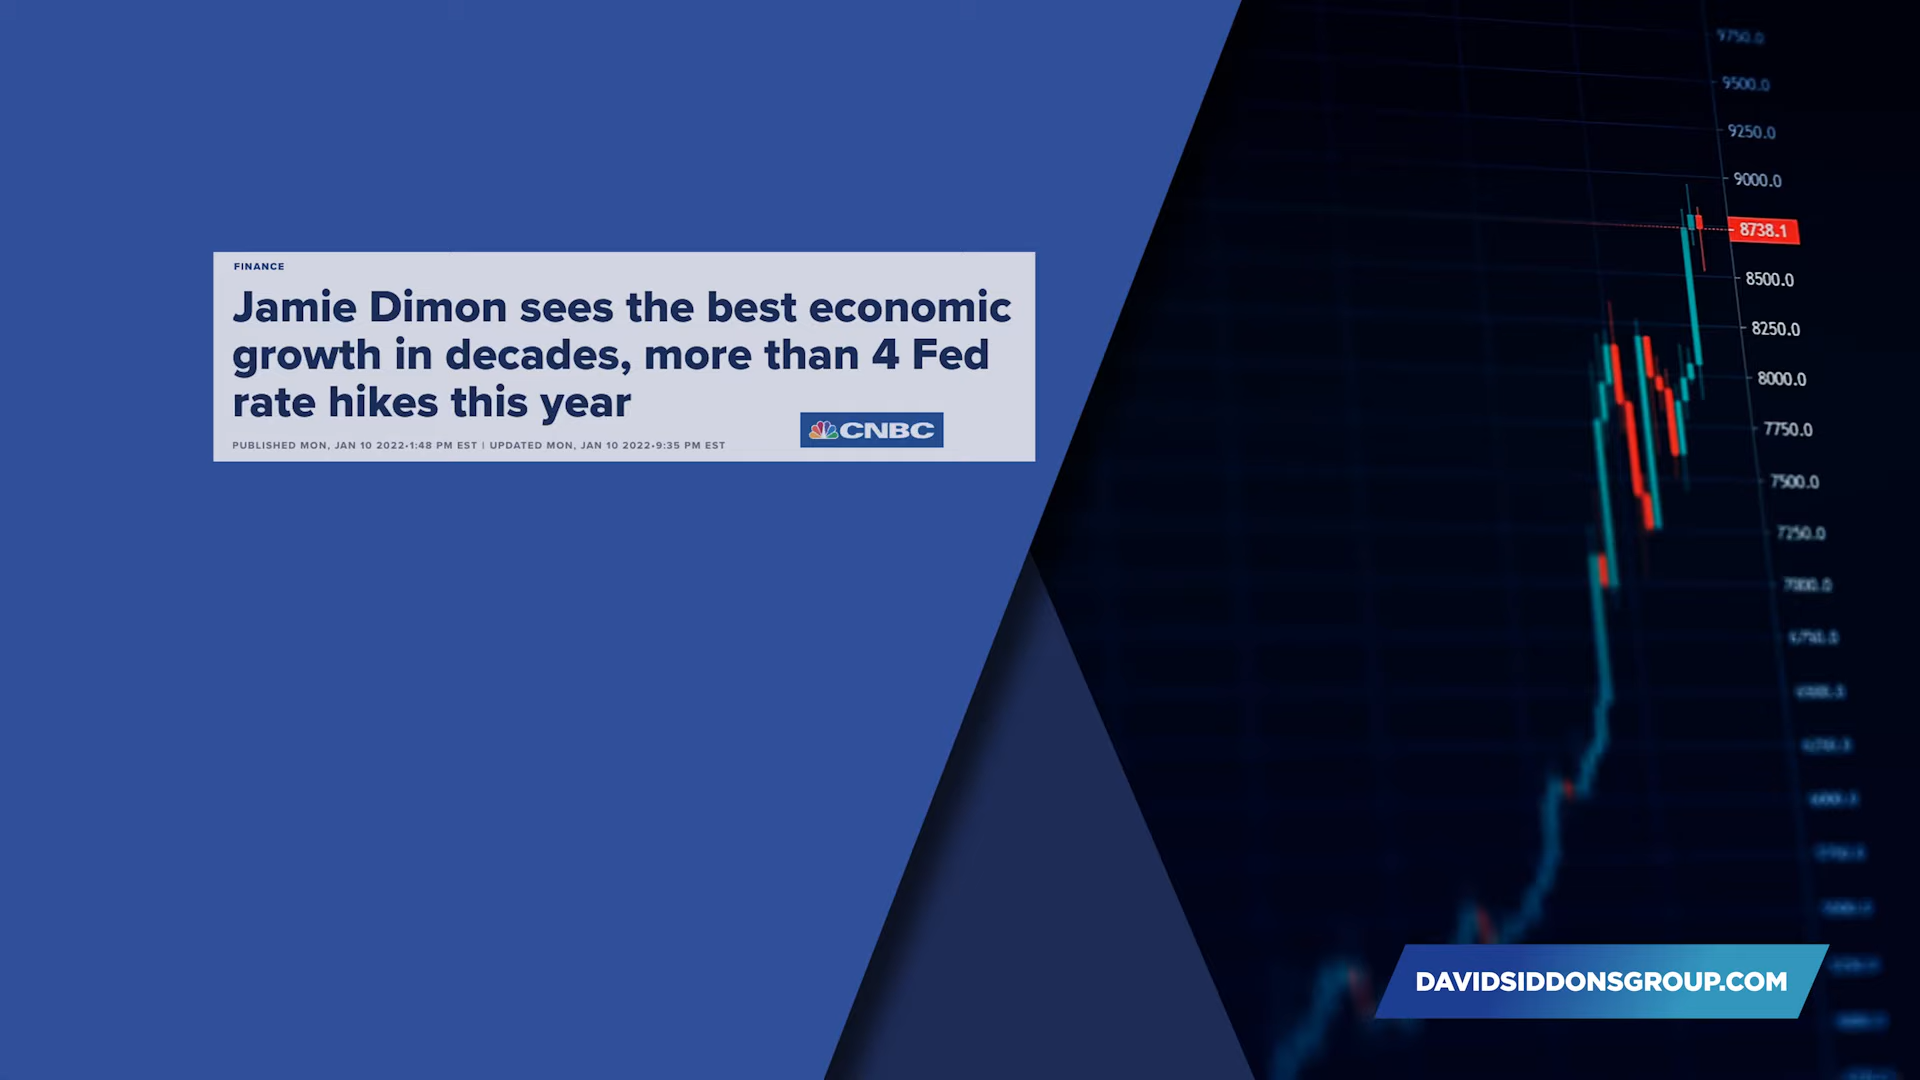 FINANCE
Jamie Dimon sees the best economic
growth in decades, more than 4 Fed
rate hikes this year
PUBLISHED MON, JAN 10 2022•1:48 PM EST | UPDATED MON, JAN 10 2022•9:35 PM EST
CNBC
9750.0
9500.0
9250.0
9000.0
8738.1
8500.0
8250.0
8000.0
7750.0
7500.0
7250.0
DAVIDSIDDONSGROUP.COM